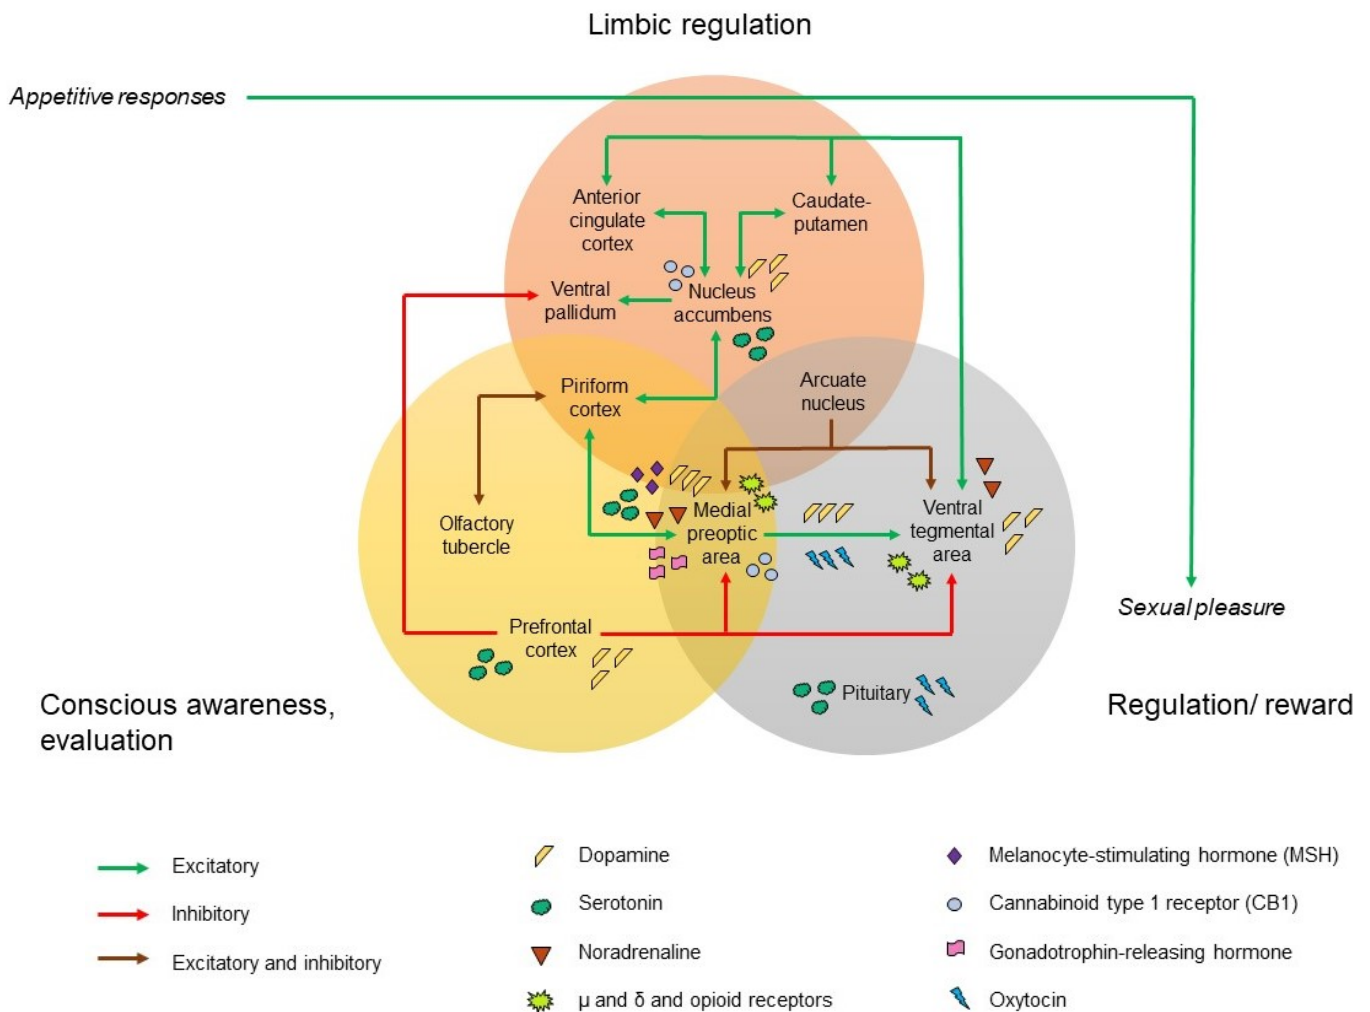 Limbic regulation
Appetitive responses
Anterior
cingulate
cortex
Caudate-
putamen
Ventral
pallidum
Nucleus
accumbens
Piriform
cortex
Arcuate
nucleus
Olfactory
tubercle
Medial
preoptic
area
Ventral
tegmental
area
Sexual pleasure
Prefrontal
cortex
Pituitary
Conscious awareness,
evaluation
Regulation/ reward
Excitatory
Inhibitory
Excitatory and inhibitory
Dopamine
Serotonin
Noradrenaline
µ and δ and opioid receptors
Melanocyte-stimulating hormone (MSH)
Cannabinoid type 1 receptor (CB1)
Gonadotrophin-releasing hormone
Oxytocin